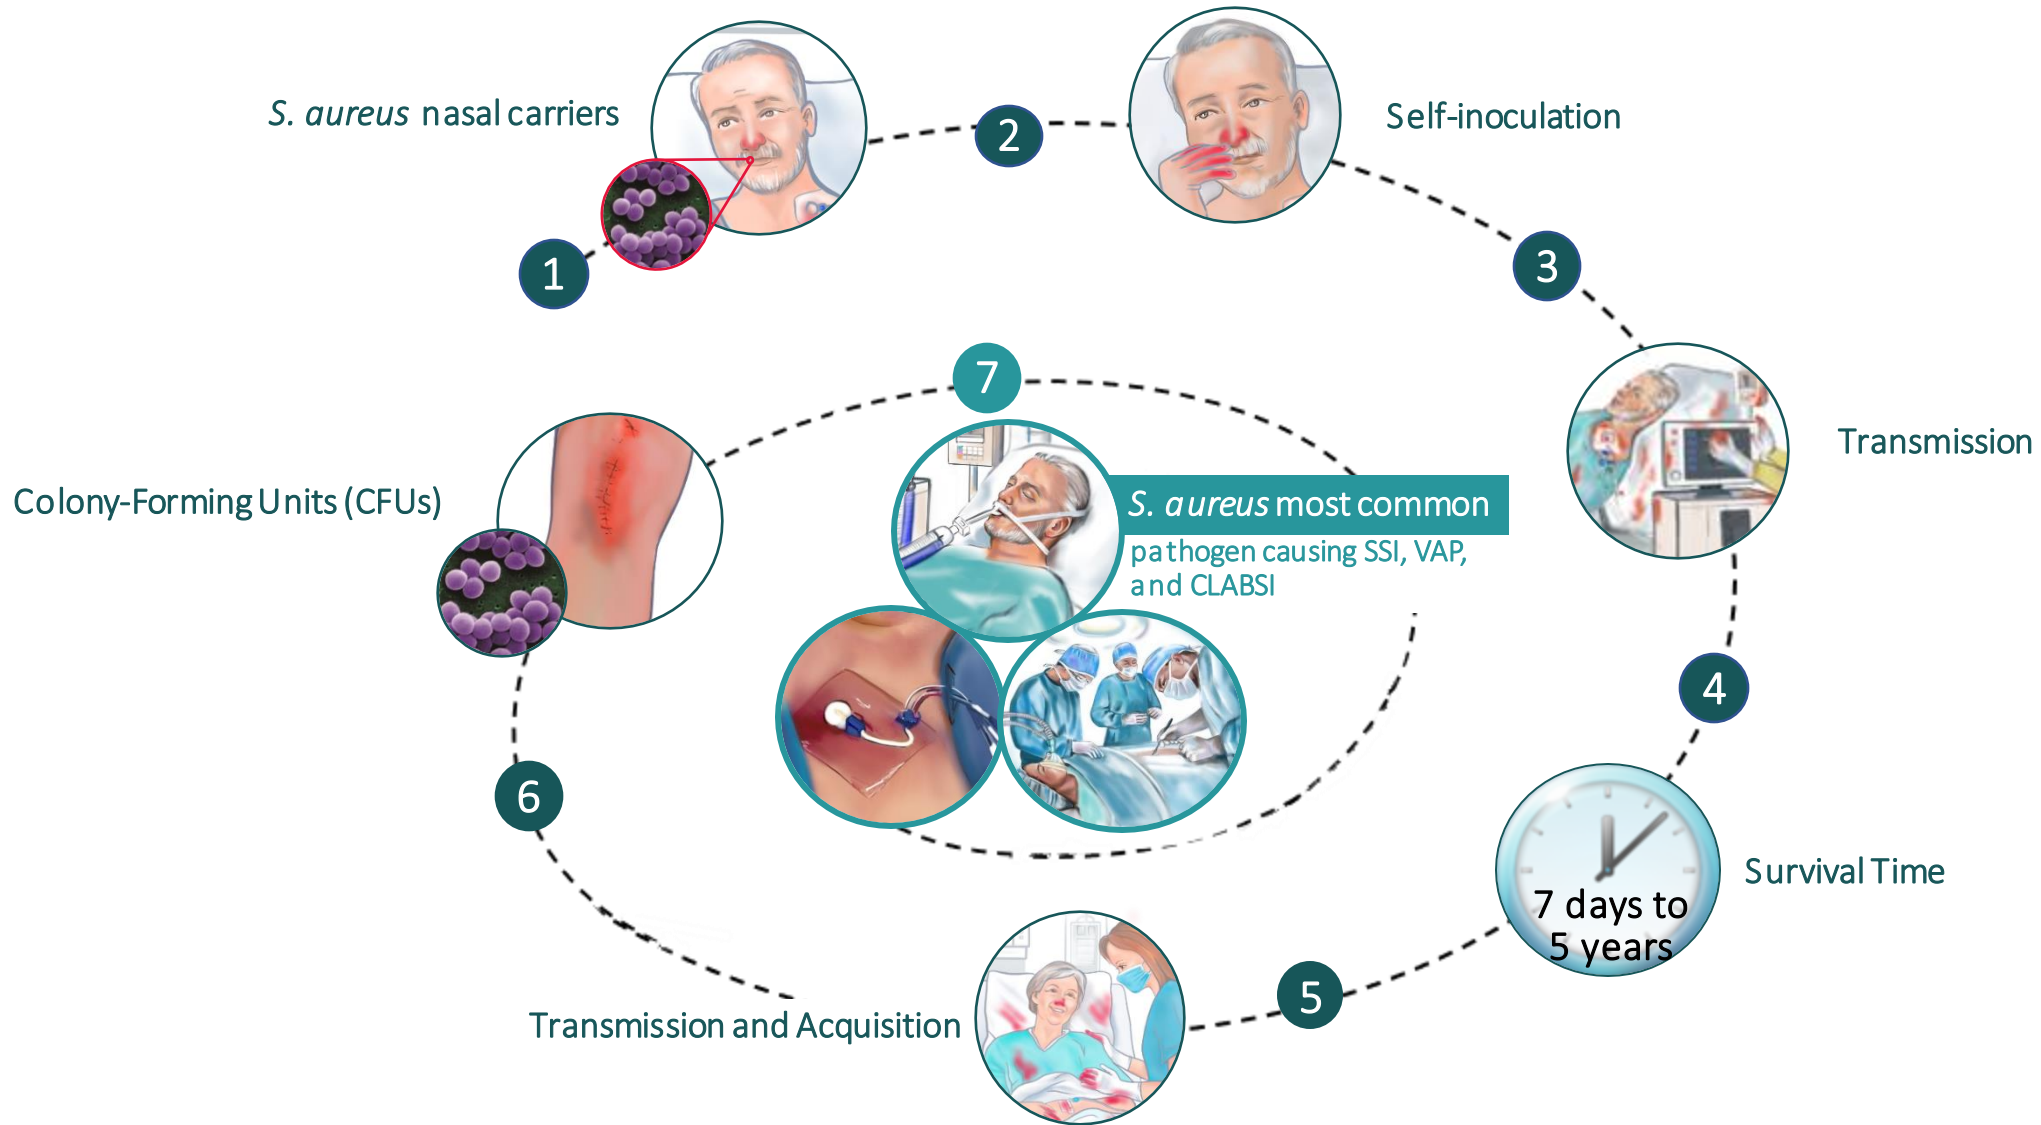 1
S. aureus nasal carriers
2
Self-inoculation
3
Transmission
4
7 days to
5 years
Survival Time
5
Transmission and Acquisition
6
Colony-Forming Units (CFUs)
7
S. aureus most common
pathogen causing SSI, VAP,
and CLABSI